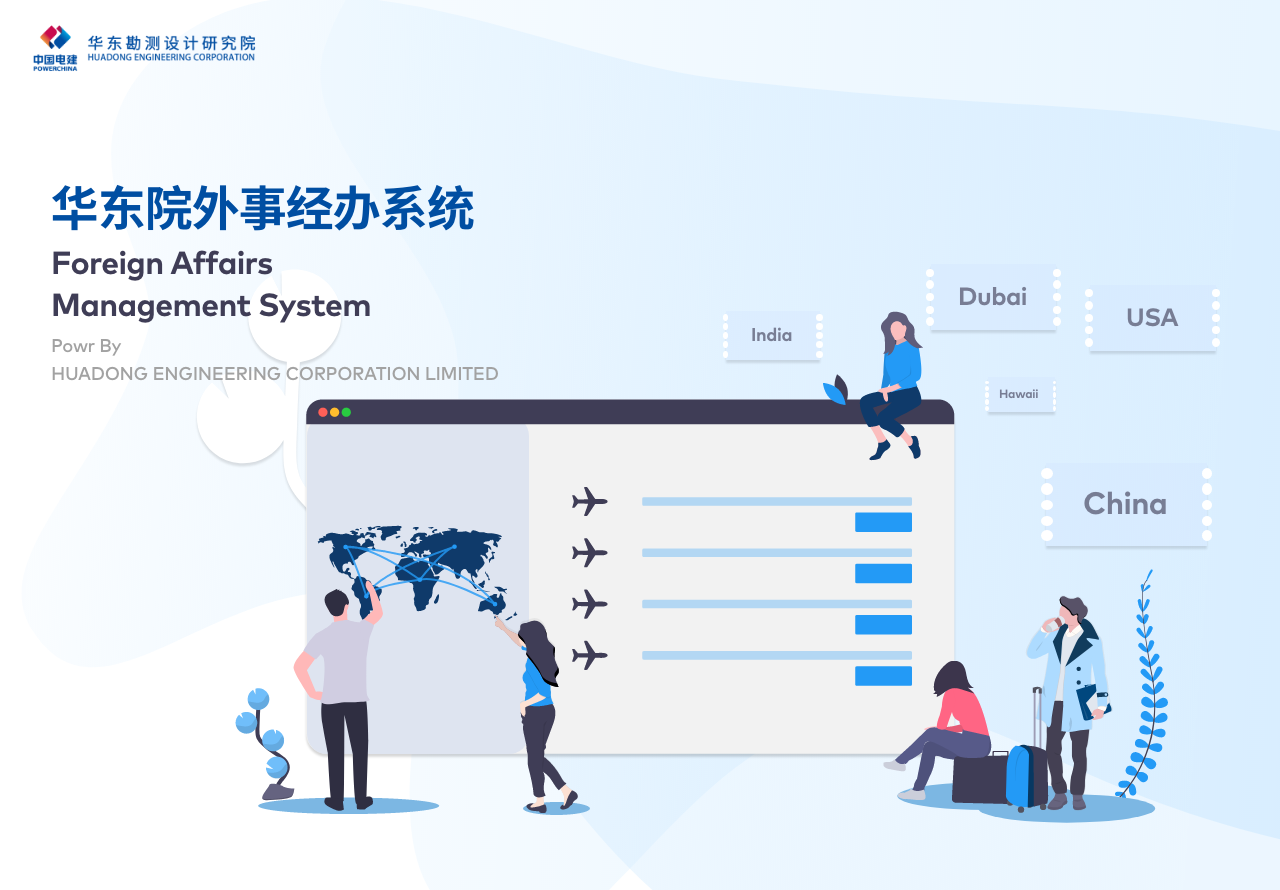 中国电建
POWERCHINA
华东勘测设计研究院
HUADONG ENGINEERING CORPORATION
华东院外事经办系统
Foreign Affairs
Management System
Powr By
HUADONG ENGINEERING CORPORATION LIMITED
India
Dubai
USA
Hawaii
China